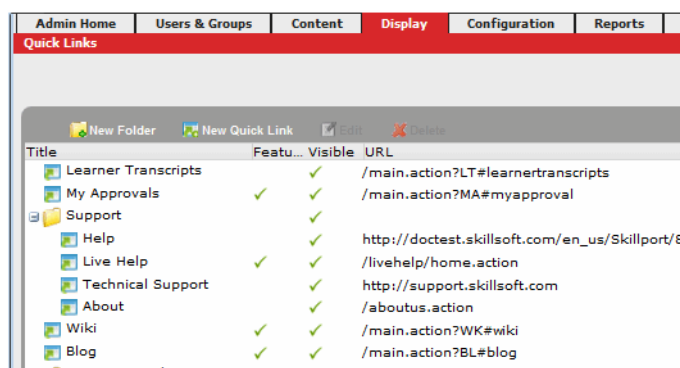 Admin Home Users & Groups Content Display Configuration Reports
Quick Links
New Folder New Quick Link Edit Delete
Title Featu... Visible URL
Learner Transcripts /main.action?LT#learnertranscripts
My Approvals /main.action?MA#myapproval
Support
Help http://doctest.skillsoft.com/en_us/Skillport/8
Live Help /livehelp/home.action
Technical Support http://support.skillsoft.com
About /aboutus.action
Wiki /main.action?WK#wiki
Blog /main.action?BL#blog